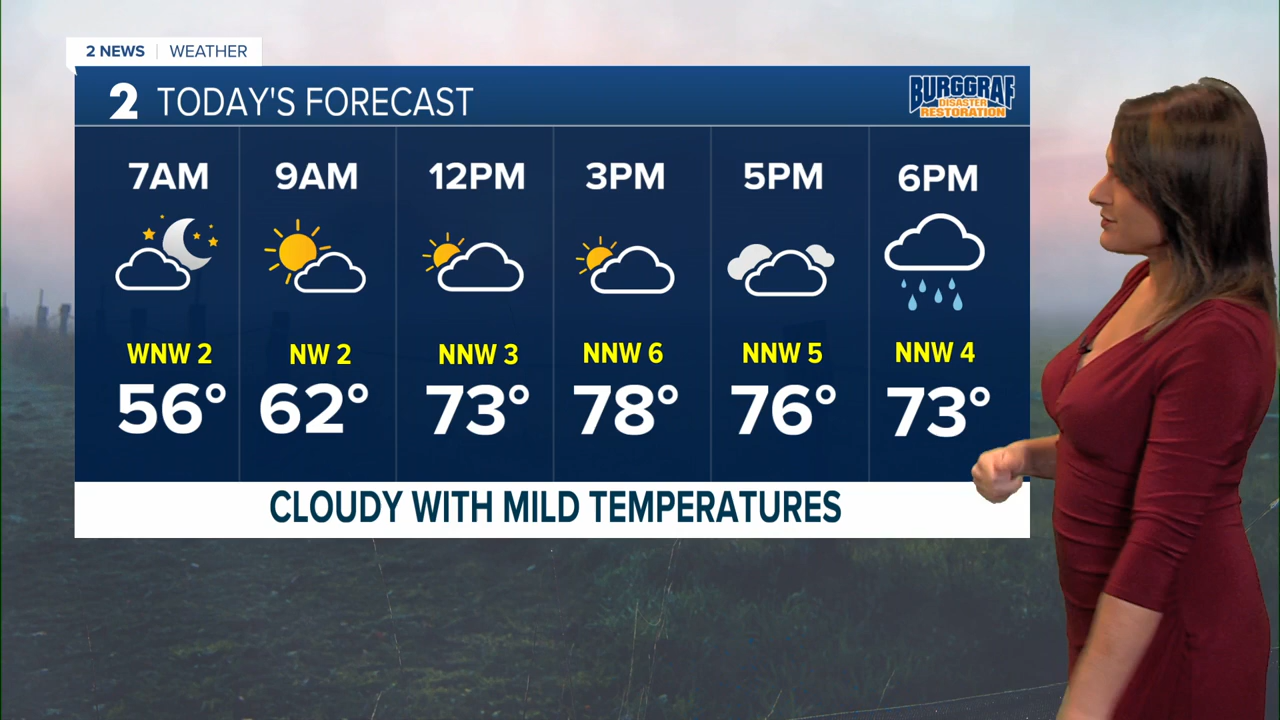 2 NEWS | WEATHER
2 TODAY'S FORECAST
BURGGRAF
DISASTER
RESTORATION
7AM 9AM 12PM 3PM 5PM 6PM
WNW 2 NW 2 NNW 3 NNW 6 NNW 5 NNW 4
56° 62° 73° 78° 76° 73°
CLOUDY WITH MILD TEMPERATURES